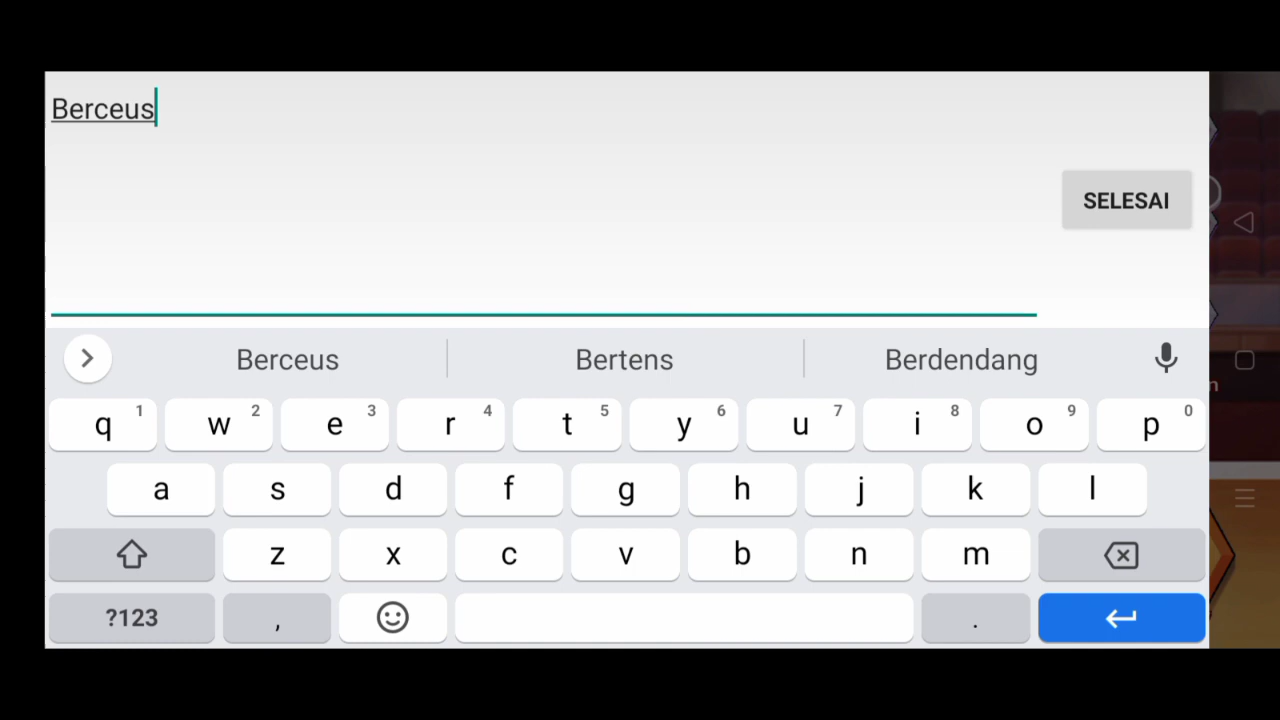 Berceus
SELESAI
Berceus Bertens Berdendang
q 1 w 2 e 3 r 4 t 5 y 6 u 7 i 8 o 9 p 0
a s d f g h j k l
z x c v b n m
?123 , .
n